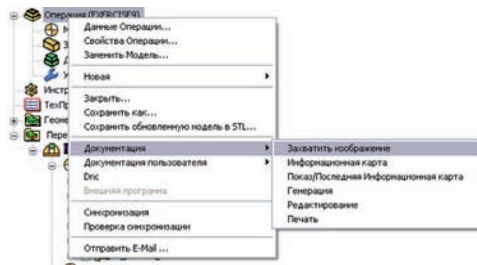 Операция (EXERCISE9)
Данные Операции...
Свойства Операции...
Заменить Модель...
Новая
Инстр
ТехПр
Геоме
Пере
Закрыть...
Сохранить как...
Сохранить обновленную модель в STL...
Документация
Документация пользователя
Dnc
Внешняя программа
Синхронизация
Проверка синхронизации
Отправить E-Mail ...
Захватить изображение
Информационная карта
Показ/Последняя Информационная карта
Генерация
Редактирование
Печать